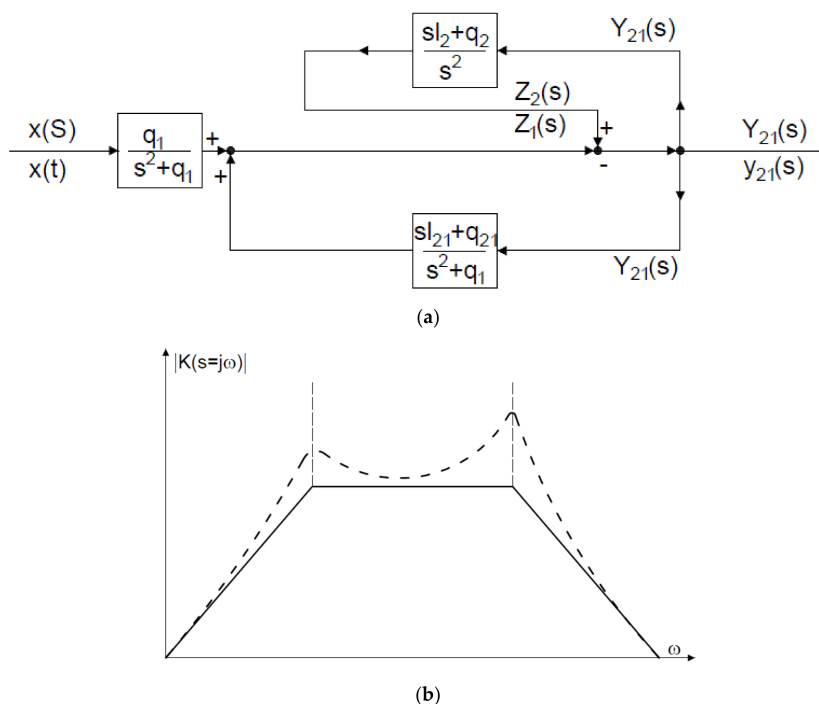 sl₂+q₂
s²
Y₂₁(s)
Z₂(s)
Z₁(s)
x(S)
x(t)
q₁
s²+q₁
+
+
+
-
Y₂₁(s)
y₂₁(s)
sl₂₁+q₂₁
s²+q₁
Y₂₁(s)
(a)
|K(s=jω)|
ω
(b)